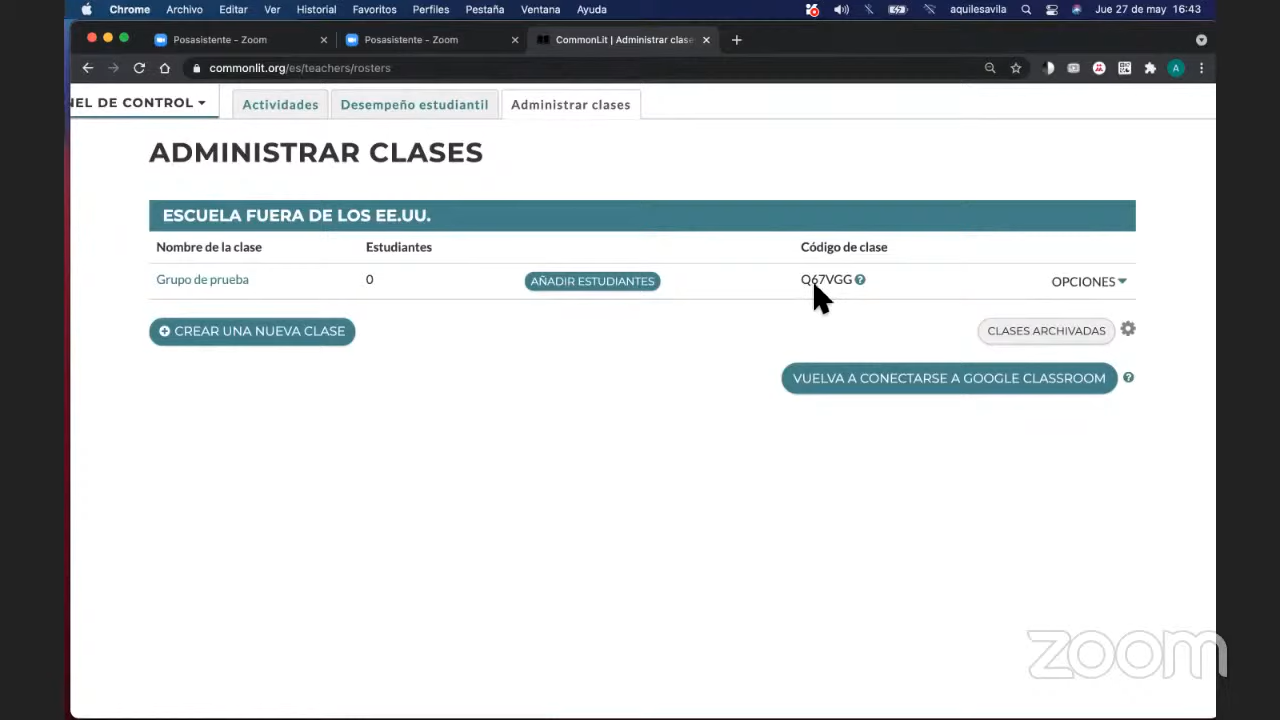 Chrome Archivo Editar Ver Historial Favoritos Perfiles Pestaña Ventana Ayuda aquilesavila Jue 27 de may 16:43
Posasistente - Zoom Posasistente - Zoom CommonLit | Administrar clase
commonlit.org/es/teachers/rosters A
NEL DE CONTROL Actividades Desempeño estudiantil Administrar clases
ADMINISTRAR CLASES
ESCUELA FUERA DE LOS EE.UU.
Nombre de la clase Estudiantes Código de clase
Grupo de prueba 0 AÑADIR ESTUDIANTES Q67VGG OPCIONES
CREAR UNA NUEVA CLASE CLASES ARCHIVADAS
VUELVA A CONECTARSE A GOOGLE CLASSROOM
zoom